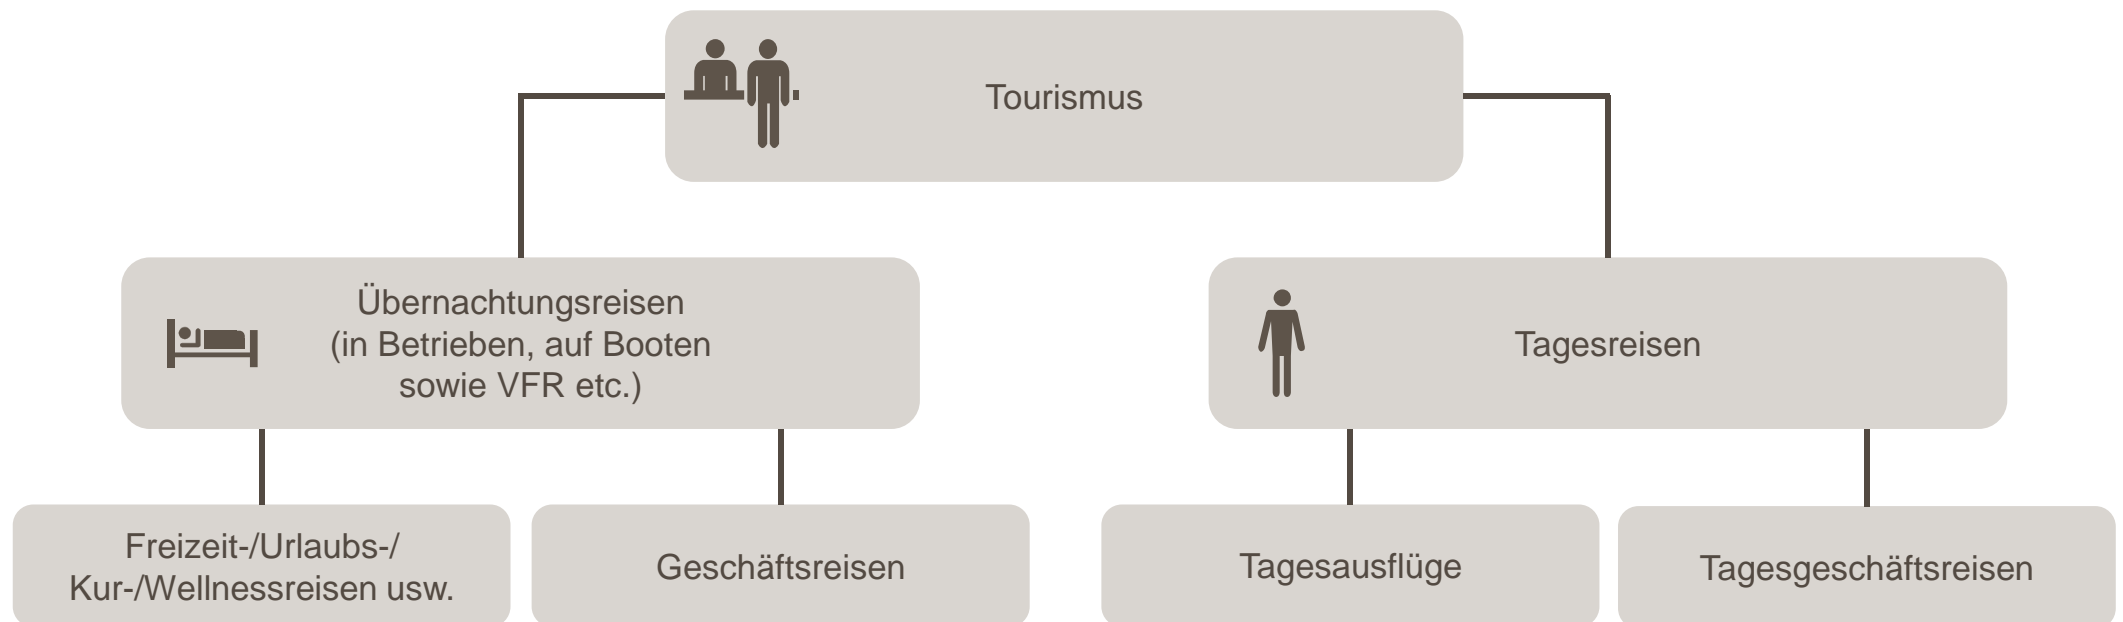 Tourismus
Übernachtungsreisen
(in Betrieben, auf Booten
sowie VFR etc.)
Tagesreisen
Freizeit-/Urlaubs-/
Kur-/Wellnessreisen usw.
Geschäftsreisen
Tagesausflüge
Tagesgeschäftsreisen